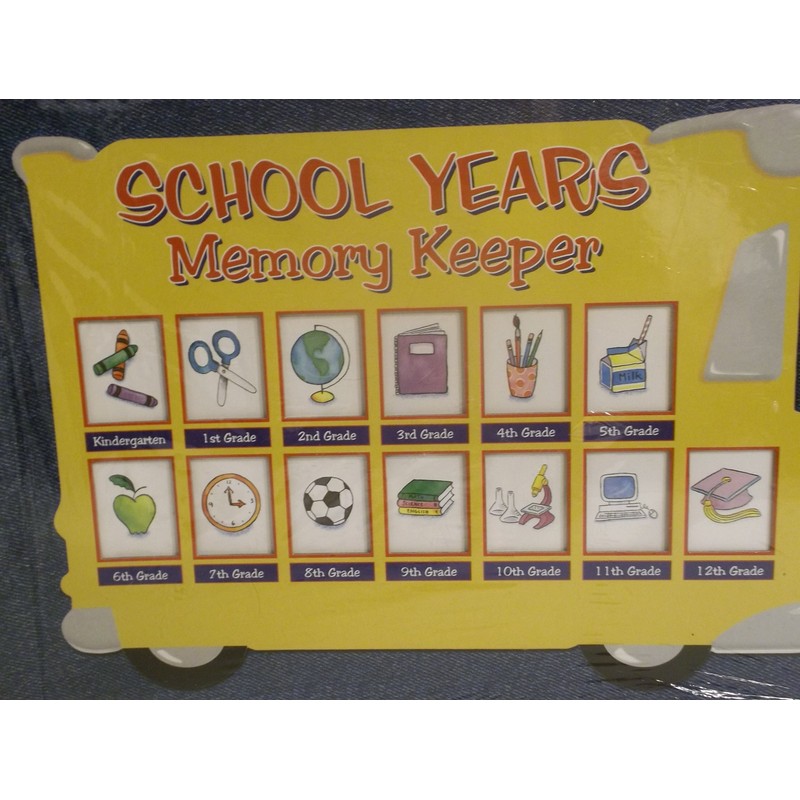 SCHOOL YEARS
Memory Keeper
Milk
Kindergarten 1st Grade 2nd Grade 3rd Grade 4th Grade 5th Grade
ENGLISH
6th Grade 7th Grade 8th Grade 9th Grade 10th Grade 11th Grade 12th Grade